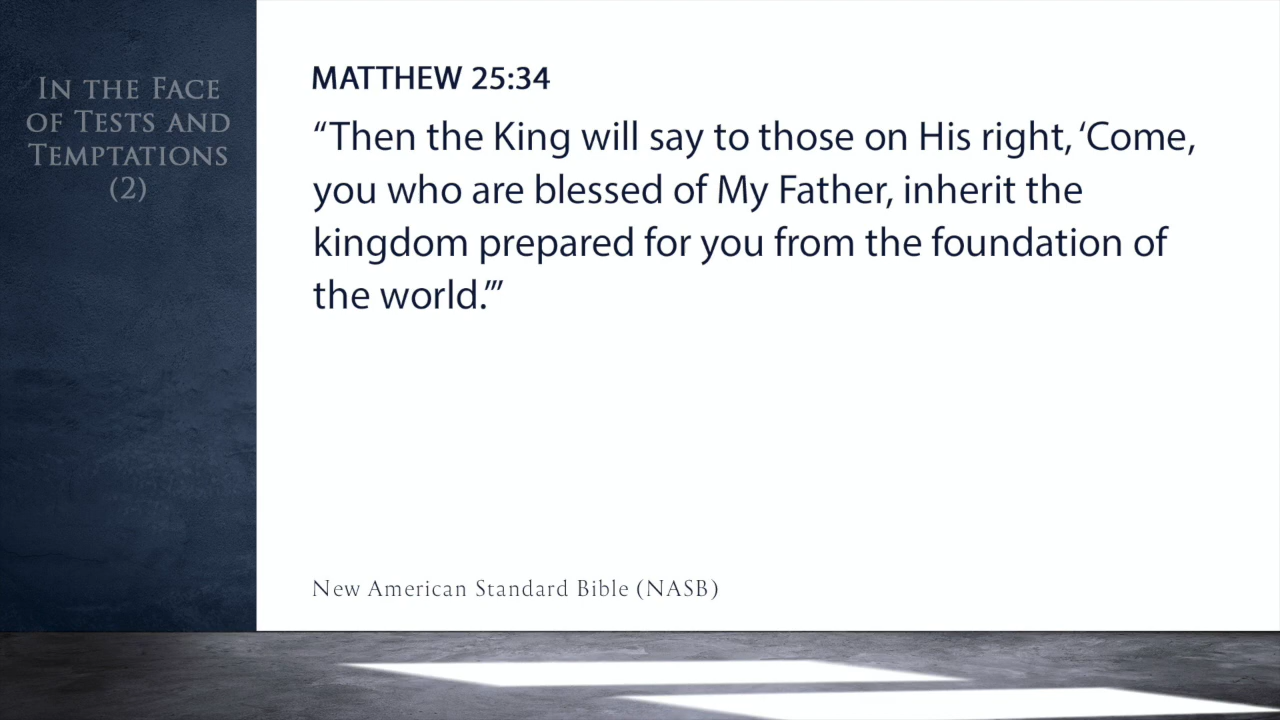 In the Face
of Tests and
Temptations
(2)
MATTHEW 25:34
“Then the King will say to those on His right, ‘Come,
you who are blessed of My Father, inherit the
kingdom prepared for you from the foundation of
the world.’”
New American Standard Bible (NASB)